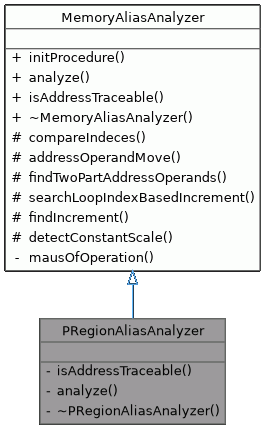 MemoryAliasAnalyzer
+ initProcedure()
+ analyze()
+ isAddressTraceable()
+ ~MemoryAliasAnalyzer()
# compareIndeces()
# addressOperandMove()
# findTwoPartAddressOperands()
# searchLoopIndexBasedIncrement()
# findIncrement()
# detectConstantScale()
- mausOfOperation()
PRegionAliasAnalyzer
- isAddressTraceable()
- analyze()
- ~PRegionAliasAnalyzer()